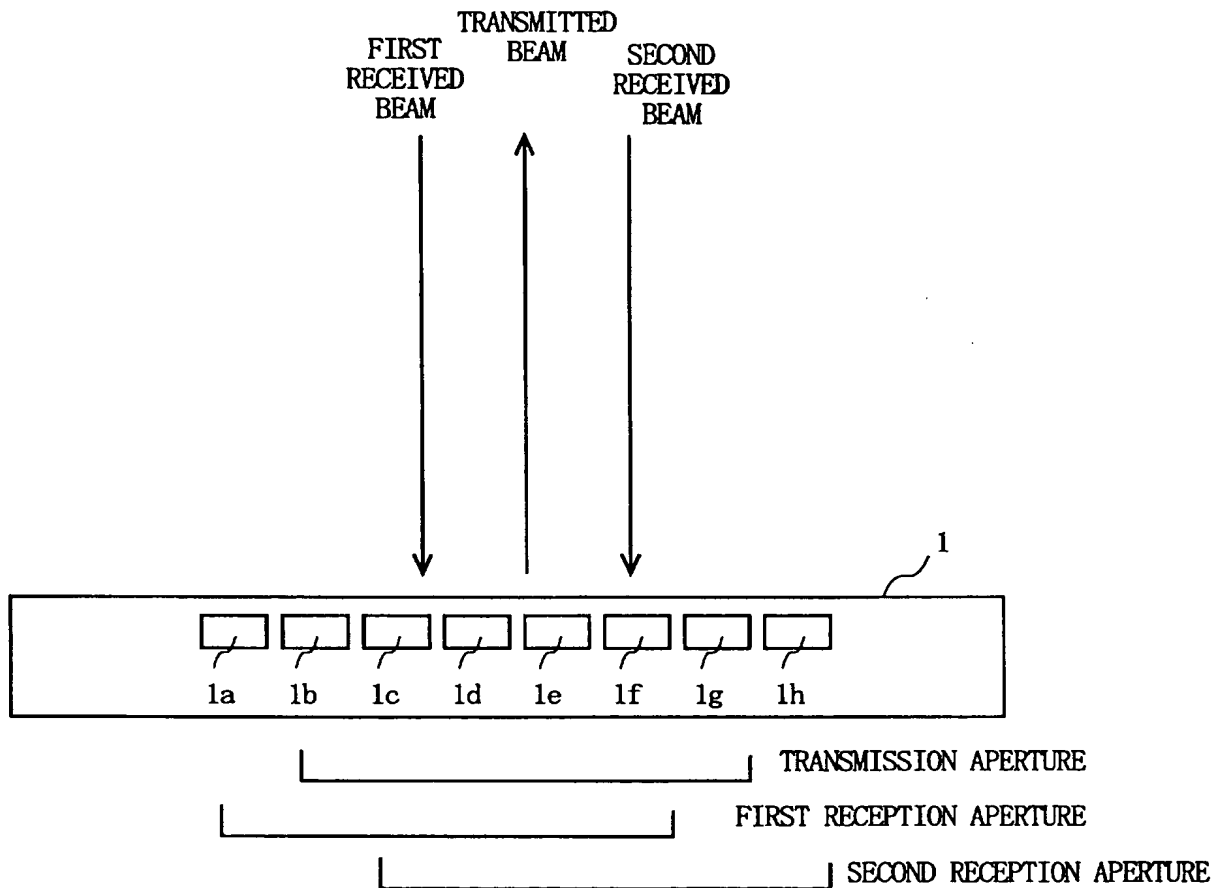 FIRST
RECEIVED
BEAM
TRANSMITTED
BEAM
SECOND
RECEIVED
BEAM
1
1a 1b 1c 1d 1e 1f 1g 1h
TRANSMISSION APERTURE
FIRST RECEPTION APERTURE
SECOND RECEPTION APERTURE